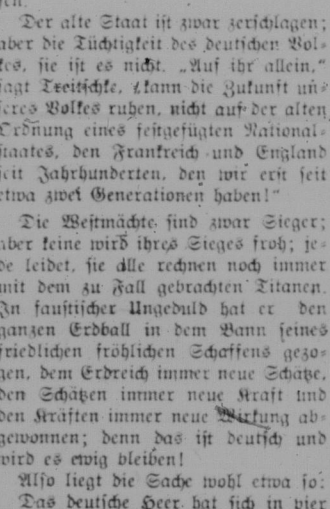 Der alte Staat ist zwar zerschlagen;
aber die Tüchtigkeit des deutschen Vol-
kes, sie ist es nicht. „Auf ihr allein,"
sagt Treitschke, „kann die Zukunft un-
seres Volkes ruhen, nicht auf der alten
Ordnung eines festgefügten National-
staates, den Frankreich und England
seit Jahrhunderten, den wir erst seit
etwa zwei Generationen haben!"
Die Westmächte sind zwar Sieger;
aber keine wird ihres Sieges froh; je-
de leidet, sie alle rechnen noch immer
mit dem zu Fall gebrachten Titanen.
In faustischer Ungeduld hat er den
ganzen Erdball in dem Bann seines
friedlichen fröhlichen Schaffens gezo-
gen, dem Erdreich immer neue Schätze,
den Schätzen immer neue Kraft und
den Kräften immer neue Wirkung ab-
gewonnen; denn das ist deutsch und
wird es ewig bleiben!
Also liegt die Sache wohl etwa so:
Das deutsche Heer hat sich in vier